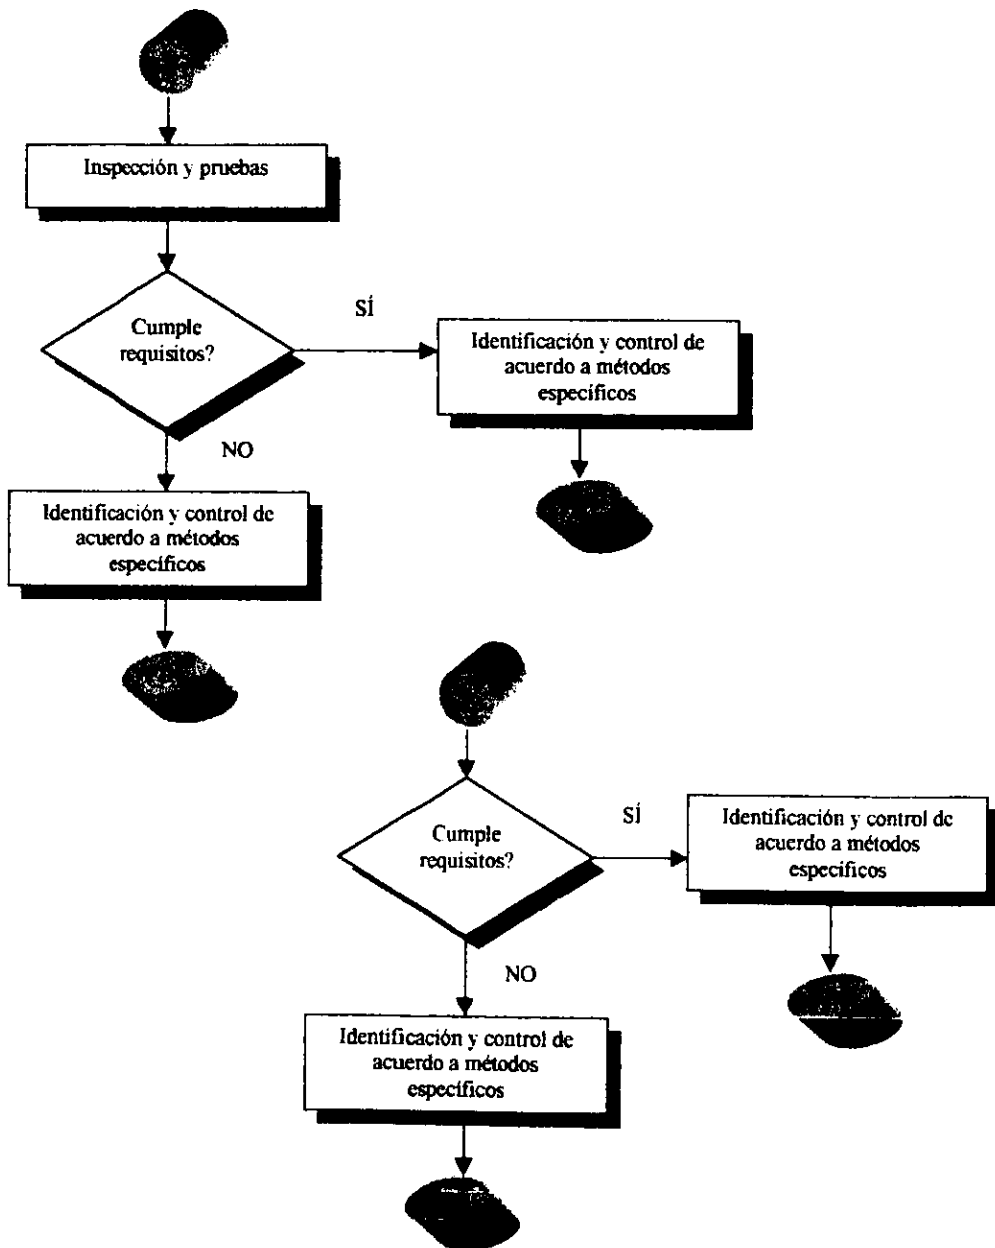 Inspección y pruebas
Cumple
requisitos?
SÍ
Identificación y control de
acuerdo a métodos
específicos
NO
Identificación y control de
acuerdo a métodos
específicos
Cumple
requisitos?
SÍ
Identificación y control de
acuerdo a métodos
específicos
NO
Identificación y control de
acuerdo a métodos
específicos